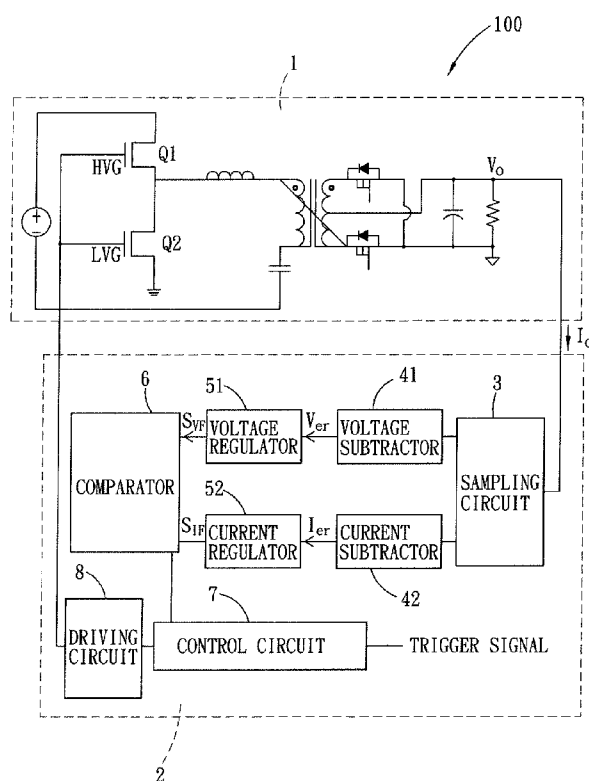 100
1
HVG
Q1
LVG
Q2
+
−
Vo
Io
6
51
41
3
SVF
VOLTAGE
REGULATOR
Ver
VOLTAGE
SUBTRACTOR
COMPARATOR
SAMPLING
CIRCUIT
52
SIF
CURRENT
REGULATOR
Ier
CURRENT
SUBTRACTOR
42
8
7
DRIVING
CIRCUIT
CONTROL CIRCUIT
TRIGGER SIGNAL
2